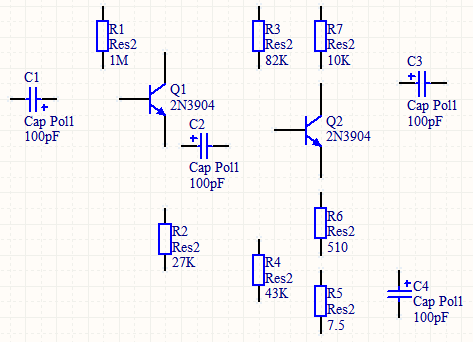 R1
Res2
1M
R3
Res2
82K
R7
Res2
10K
C1
Cap Pol1
100pF
Q1
2N3904
C3
Cap Pol1
100pF
C2
Cap Pol1
100pF
Q2
2N3904
R2
Res2
27K
R6
Res2
510
R4
Res2
43K
R5
Res2
7.5
C4
Cap Pol1
100pF